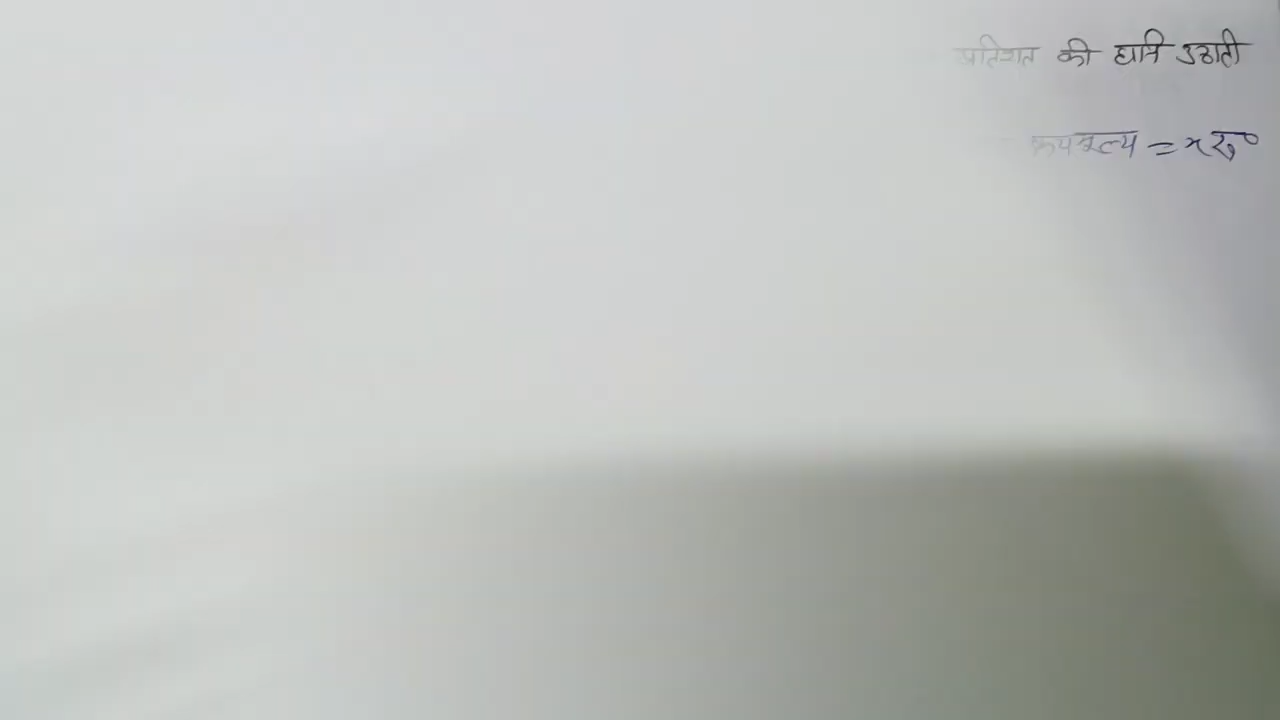 प्रतिशत की हानि उठाती
क्रयमूल्य = x रु०